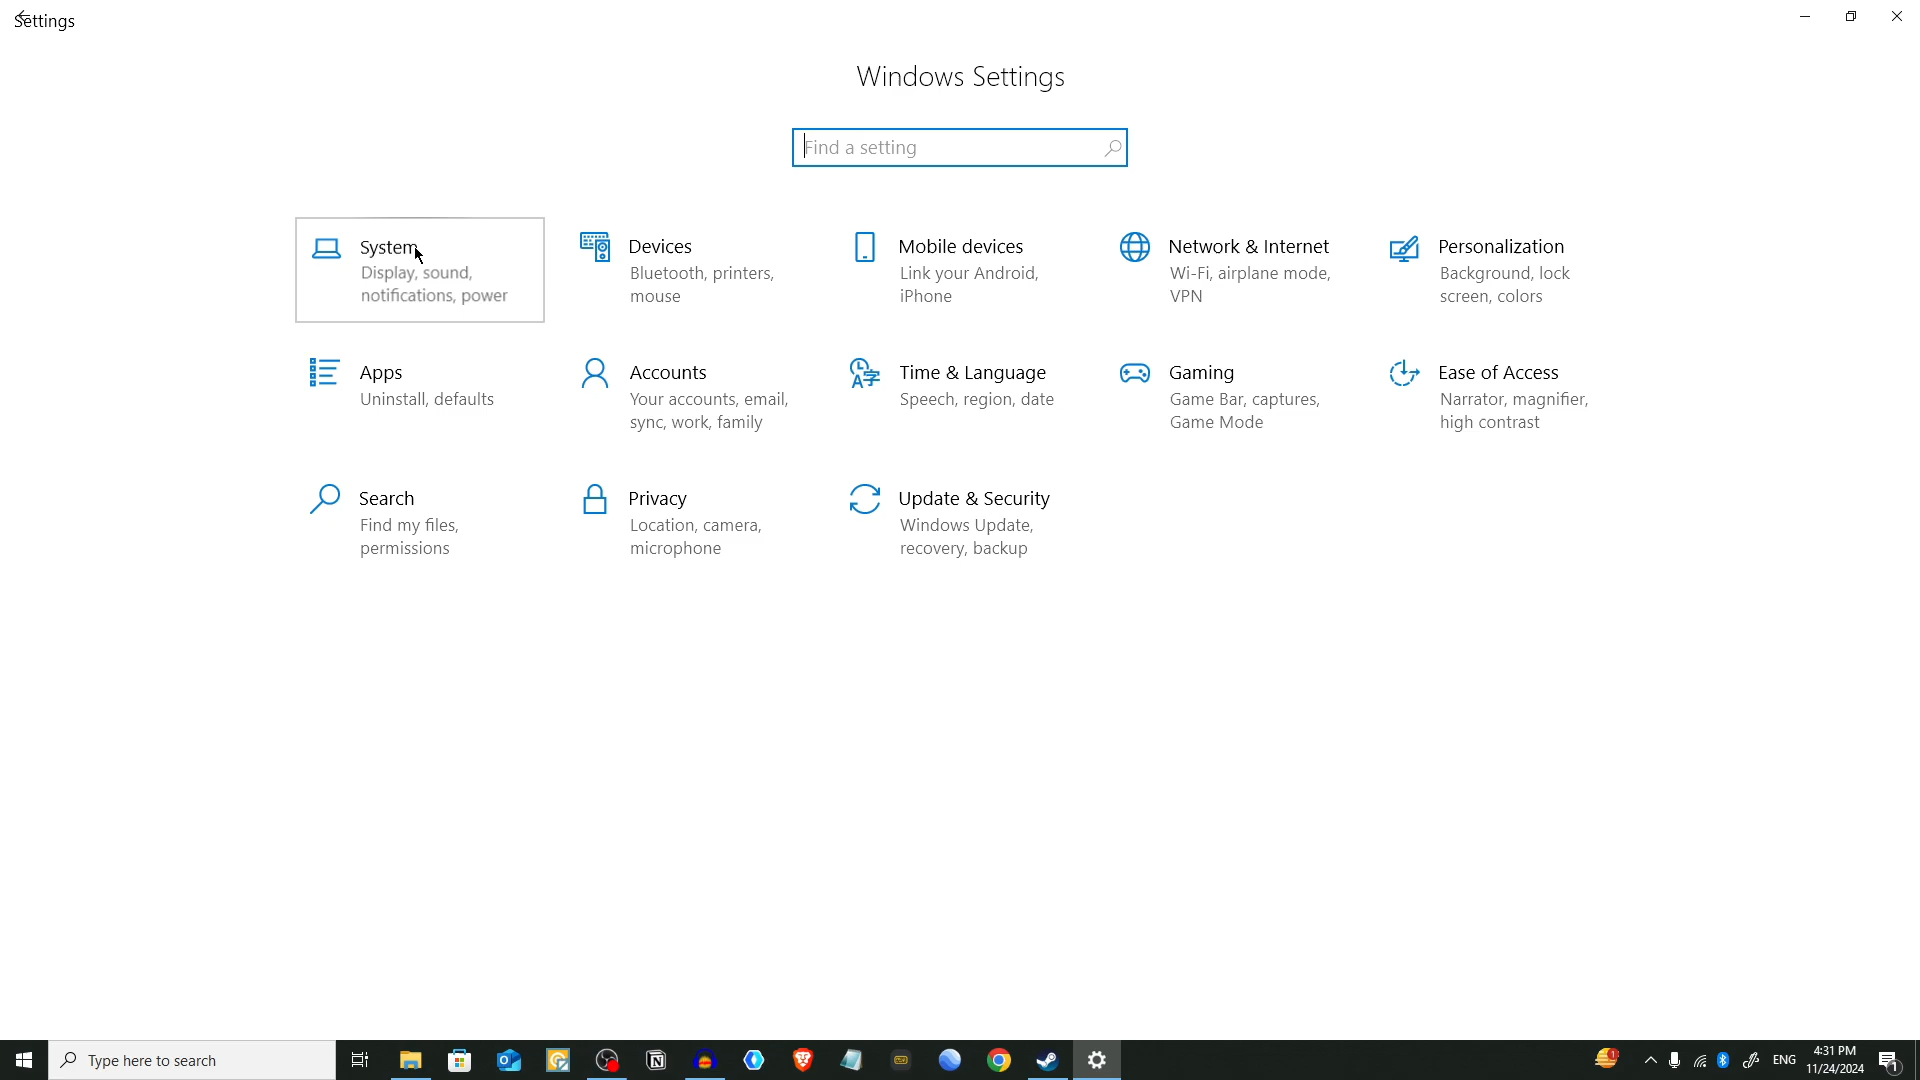 Settings
Windows Settings
Find a setting
System
Display, sound,
notifications, power
Devices
Bluetooth, printers,
mouse
Mobile devices
Link your Android,
iPhone
Network & Internet
Wi-Fi, airplane mode,
VPN
Personalization
Background, lock
screen, colors
Apps
Uninstall, defaults
Accounts
Your accounts, email,
sync, work, family
Time & Language
Speech, region, date
Gaming
Game Bar, captures,
Game Mode
Ease of Access
Narrator, magnifier,
high contrast
Search
Find my files,
permissions
Privacy
Location, camera,
microphone
Update & Security
Windows Update,
recovery, backup
Type here to search
1
ENG
4:31 PM
11/24/2024
1